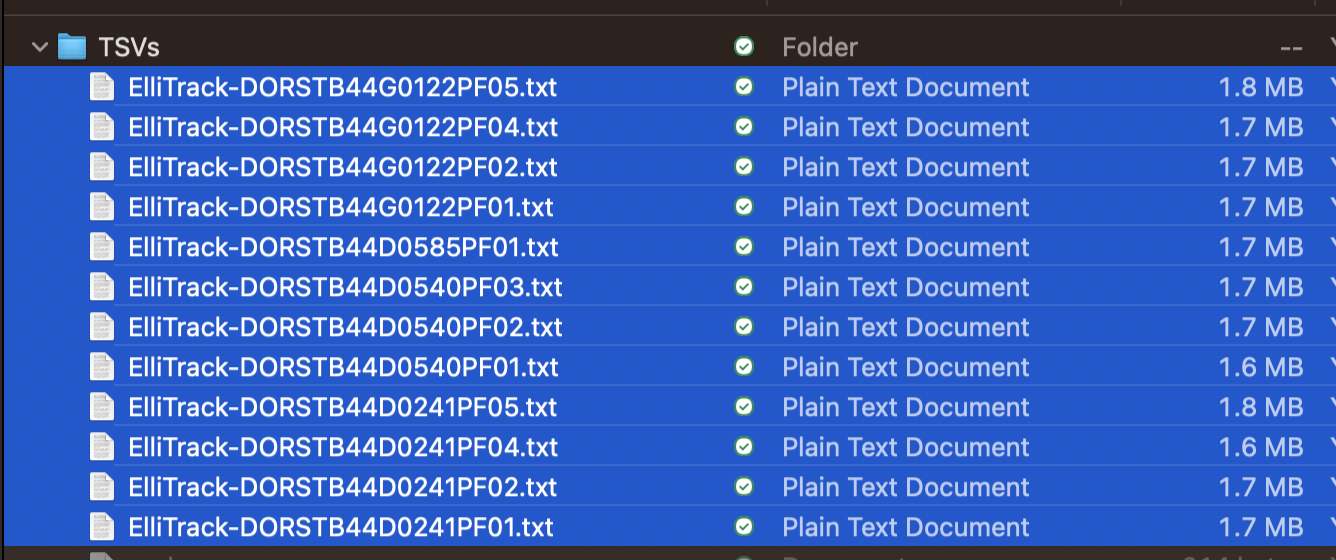 TSVs Folder --
ElliTrack-DORSTB44G0122PF05.txt Plain Text Document 1.8 MB
ElliTrack-DORSTB44G0122PF04.txt Plain Text Document 1.7 MB
ElliTrack-DORSTB44G0122PF02.txt Plain Text Document 1.7 MB
ElliTrack-DORSTB44G0122PF01.txt Plain Text Document 1.7 MB
ElliTrack-DORSTB44D0585PF01.txt Plain Text Document 1.7 MB
ElliTrack-DORSTB44D0540PF03.txt Plain Text Document 1.7 MB
ElliTrack-DORSTB44D0540PF02.txt Plain Text Document 1.7 MB
ElliTrack-DORSTB44D0540PF01.txt Plain Text Document 1.6 MB
ElliTrack-DORSTB44D0241PF05.txt Plain Text Document 1.8 MB
ElliTrack-DORSTB44D0241PF04.txt Plain Text Document 1.6 MB
ElliTrack-DORSTB44D0241PF02.txt Plain Text Document 1.7 MB
ElliTrack-DORSTB44D0241PF01.txt Plain Text Document 1.7 MB